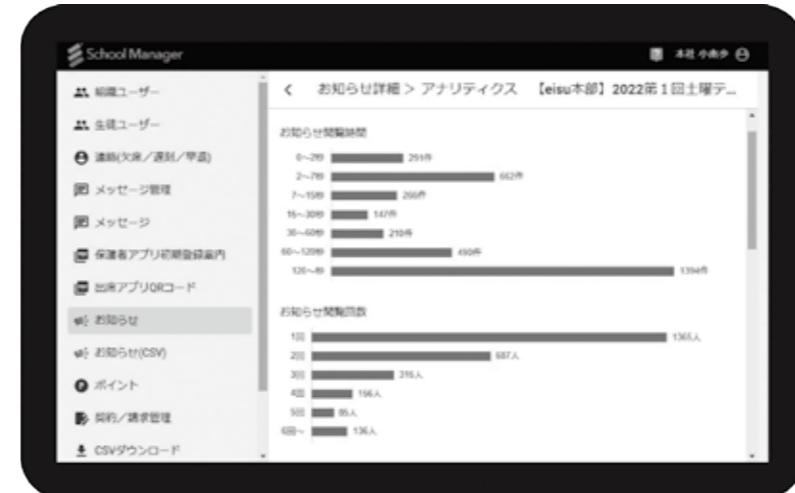 School Manager
本社 小南歩
組織ユーザー
生徒ユーザー
連絡(欠席/遅刻/早退)
メッセージ管理
メッセージ
保護者アプリ初期登録案内
出席アプリQRコード
お知らせ
お知らせ(CSV)
ポイント
契約/請求管理
CSVダウンロード
< お知らせ詳細 > アナリティクス 【eisu本部】2022第1回土曜テ...
お知らせ閲覧時間
0~2秒 291件
2~7秒 662件
7~15秒 266件
16~30秒 147件
30~60秒 210件
60~120秒 490件
120~秒 1394件
お知らせ閲覧回数
1回 1365人
2回 687人
3回 316人
4回 156人
5回 85人
6回~ 136人